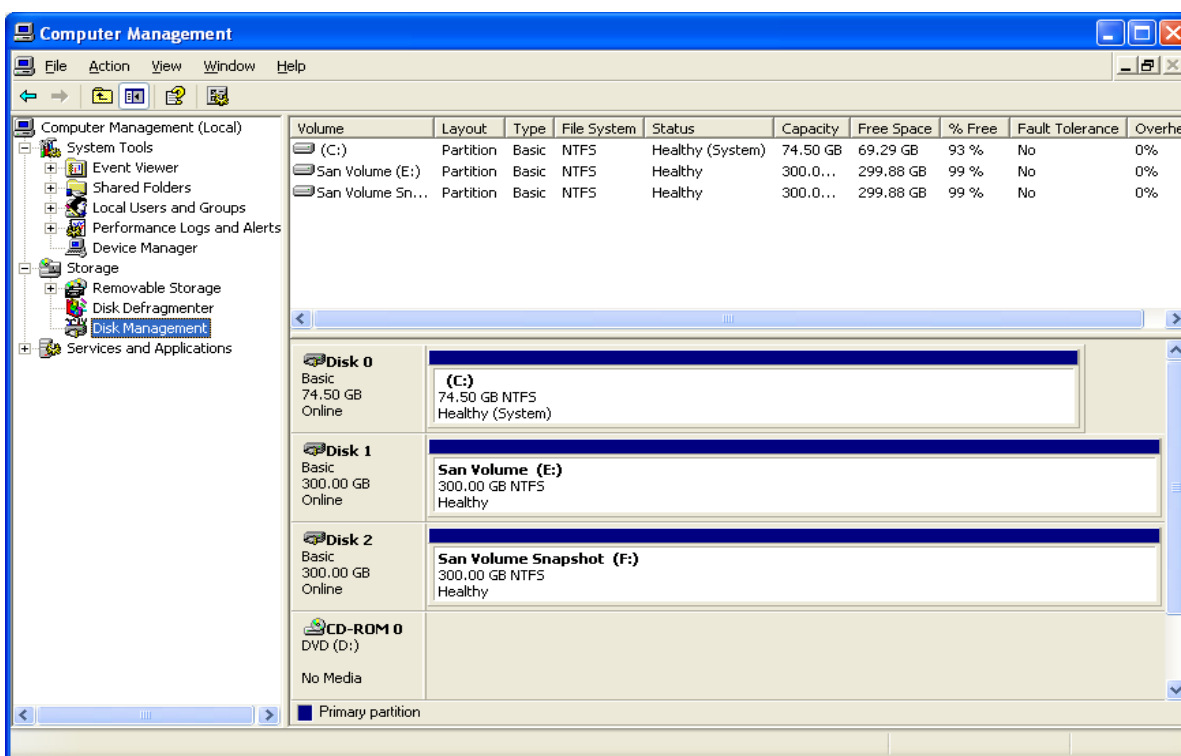 Computer Management
File Action View Window Help
Computer Management (Local)
System Tools
Event Viewer
Shared Folders
Local Users and Groups
Performance Logs and Alerts
Device Manager
Storage
Removable Storage
Disk Defragmenter
Disk Management
Services and Applications
Volume Layout Type File System Status Capacity Free Space % Free Fault Tolerance Overhe
(C:) Partition Basic NTFS Healthy (System) 74.50 GB 69.29 GB 93 % No 0%
San Volume (E:) Partition Basic NTFS Healthy 300.0... 299.88 GB 99 % No 0%
San Volume Sn... Partition Basic NTFS Healthy 300.0... 299.88 GB 99 % No 0%
Disk 0
Basic
74.50 GB
Online
(C:)
74.50 GB NTFS
Healthy (System)
Disk 1
Basic
300.00 GB
Online
San Volume (E:)
300.00 GB NTFS
Healthy
Disk 2
Basic
300.00 GB
Online
San Volume Snapshot (F:)
300.00 GB NTFS
Healthy
CD-ROM 0
DVD (D:)
No Media
Primary partition